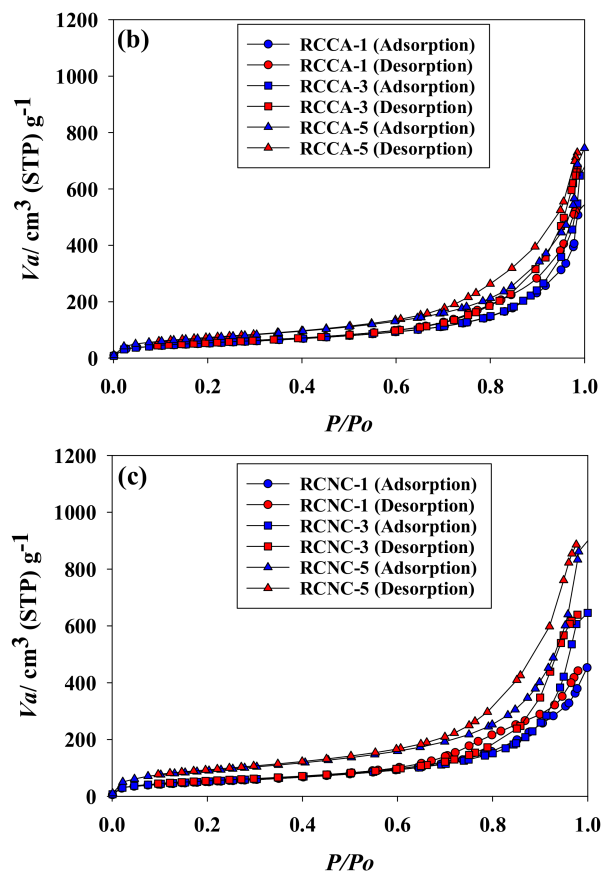 (b)
1200
1000
800
600
400
200
0
Va/ cm³ (STP) g⁻¹
RCCA-1 (Adsorption)
RCCA-1 (Desorption)
RCCA-3 (Adsorption)
RCCA-3 (Desorption)
RCCA-5 (Adsorption)
RCCA-5 (Desorption)
0.0 0.2 0.4 0.6 0.8 1.0
P/Po
(c)
1200
1000
800
600
400
200
0
Va/ cm³ (STP) g⁻¹
RCNC-1 (Adsorption)
RCNC-1 (Desorption)
RCNC-3 (Adsorption)
RCNC-3 (Desorption)
RCNC-5 (Adsorption)
RCNC-5 (Desorption)
0.0 0.2 0.4 0.6 0.8 1.0
P/Po